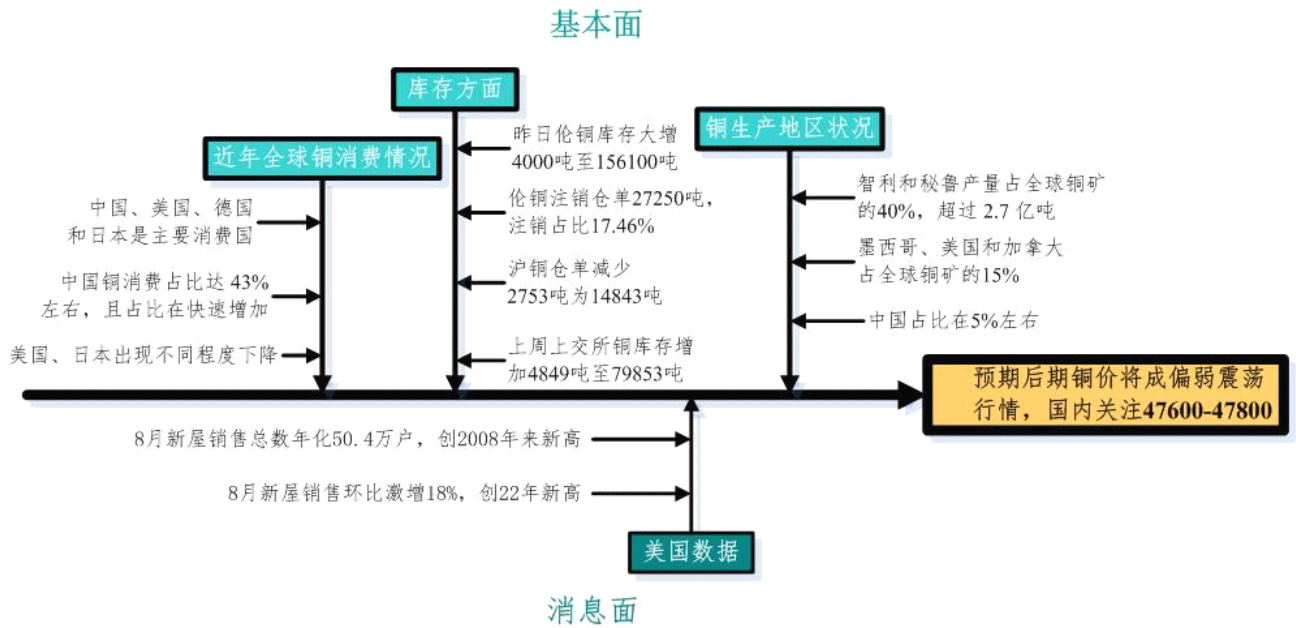 基本面
近年全球铜消费情况
中国、美国、德国
和日本是主要消费国
中国铜消费占比达 43%
左右，且占比在快速增加
美国、日本出现不同程度下降
库存方面
昨日伦铜库存大增
4000吨至156100吨
伦铜注销仓单27250吨，
注销占比17.46%
沪铜仓单减少
2753吨为14843吨
上周上交所铜库存增
加4849吨至79853吨
铜生产地区状况
智利和秘鲁产量占全球铜矿
的40%，超过 2.7 亿吨
墨西哥、美国和加拿大
占全球铜矿的15%
中国占比在5%左右
预期后期铜价将成偏弱震荡
行情，国内关注47600-47800
8月新屋销售总数年化50.4万户，创2008年来新高
8月新屋销售环比激增18%，创22年新高
美国数据
消息面